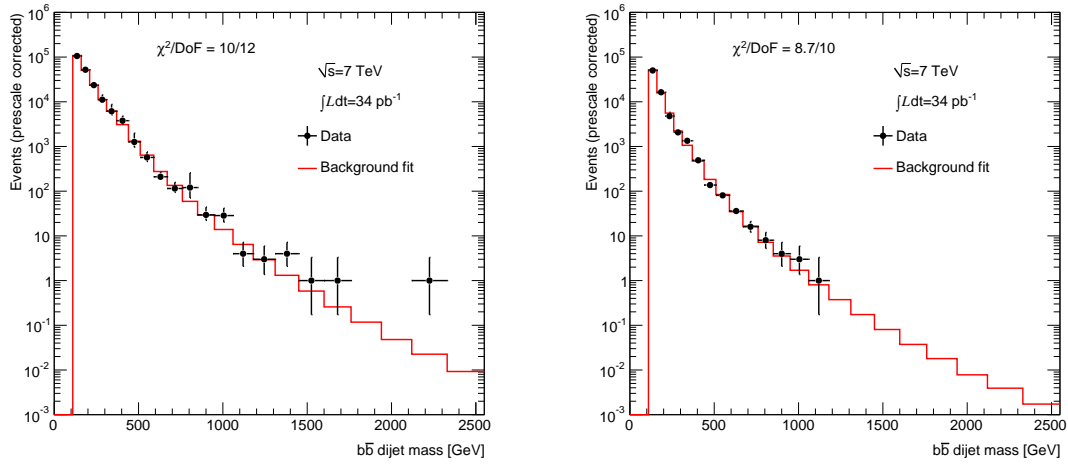 Events (prescale corrected)
10⁵
10⁴
10³
10²
10
1
10⁻¹
10⁻²
10⁻³
χ²/DoF = 10/12
√s=7 TeV
∫Ldt=34 pb⁻¹
Data
Background fit
0 500 1000 1500 2000 2500
bb̄ dijet mass [GeV]
Events (prescale corrected)
10⁶
10⁵
10⁴
10³
10²
10
1
10⁻¹
10⁻²
10⁻³
χ²/DoF = 8.7/10
√s=7 TeV
∫Ldt=34 pb⁻¹
Data
Background fit
0 500 1000 1500 2000 2500
bb̄ dijet mass [GeV]